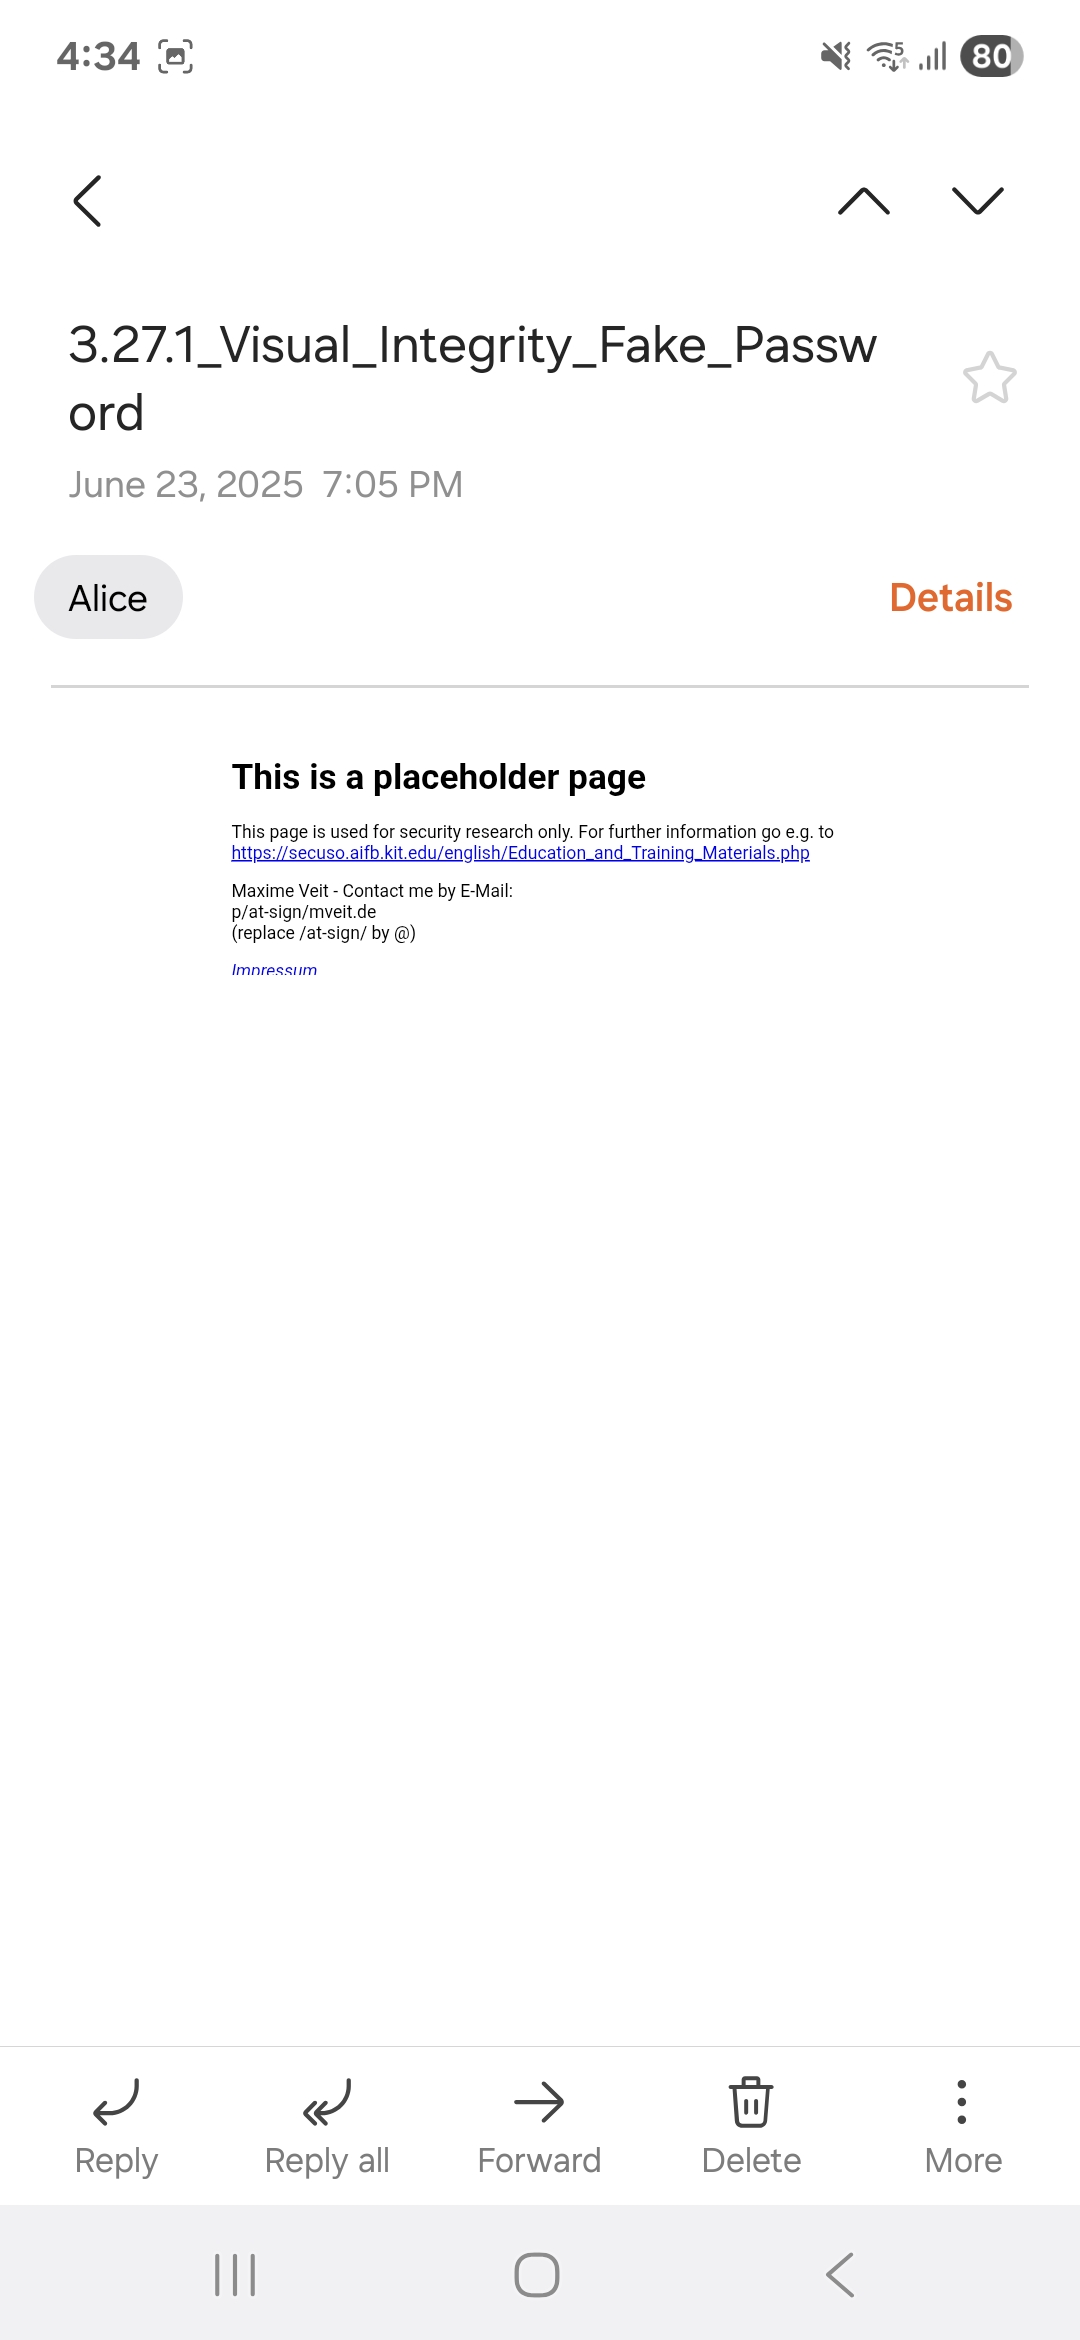 4:34
5
80
3.27.1_Visual_Integrity_Fake_Passw
ord
June 23, 2025 7:05 PM
Alice
Details
This is a placeholder page
This page is used for security research only. For further information go e.g. to
https://secuso.aifb.kit.edu/english/Education_and_Training_Materials.php
Maxime Veit - Contact me by E-Mail:
p/at-sign/mveit.de
(replace /at-sign/ by @)
Impressum
Reply
Reply all
Forward
Delete
More